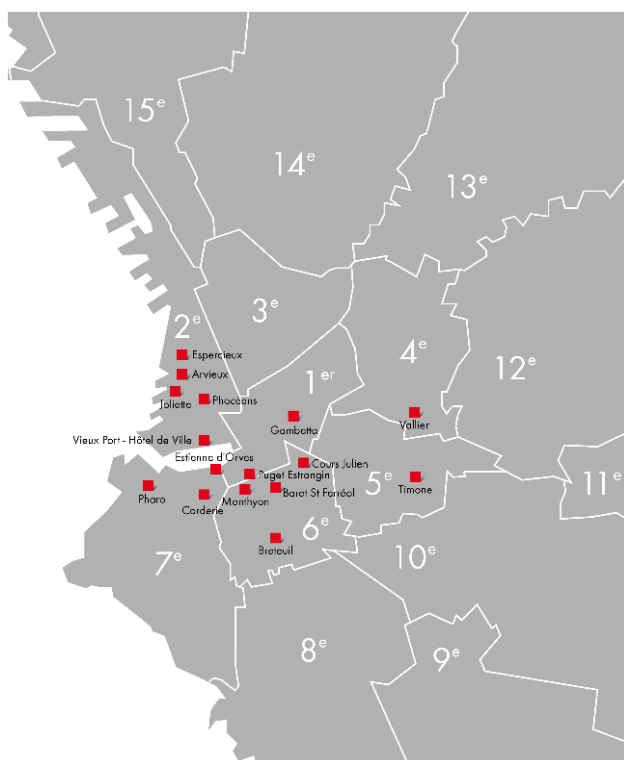 15e
14e
13e
3e
2e
4e
12e
Espercieux
Arvieux
1er
Joliette
Phocéens
Gambetta
Vallier
Vieux Port - Hôtel de Ville
Estienne d'Orves
Cours Julien
Puget Estrangin
5e
11e
Pharo
Corderie
Monthyon
Baret St Ferréol
Timone
6e
Breteuil
10e
7e
8e
9e